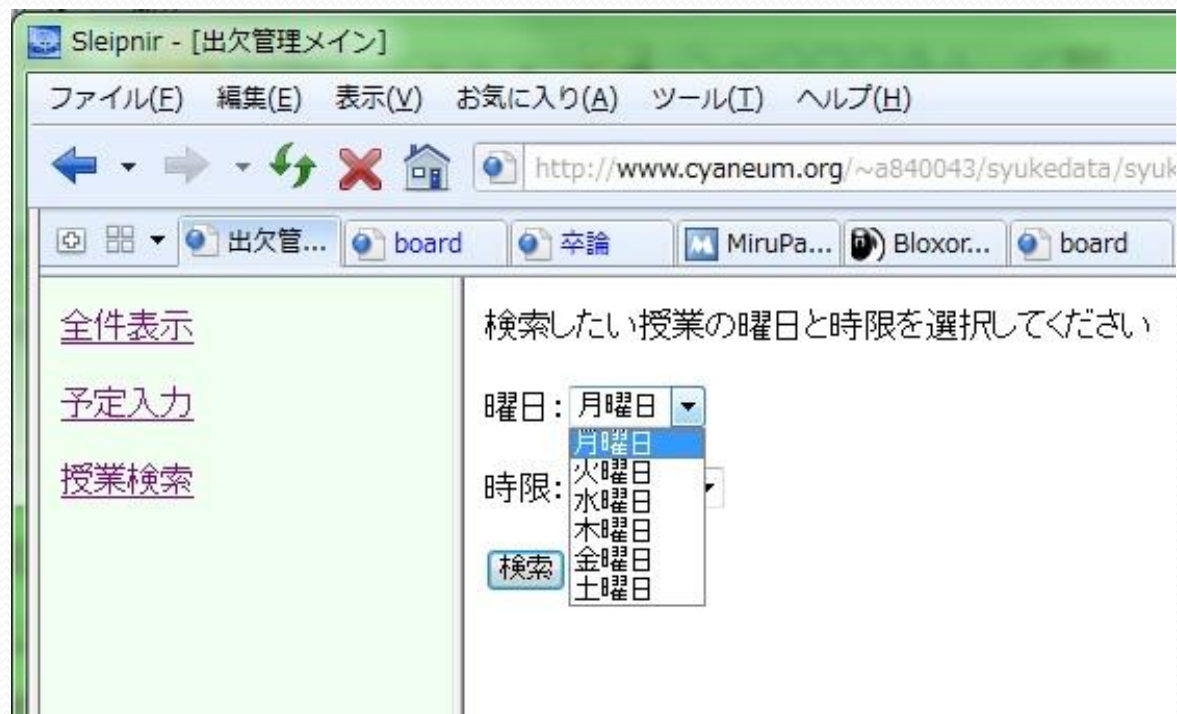 Sleipnir - [出欠管理メイン]
ファイル(F) 編集(E) 表示(V) お気に入り(A) ツール(T) ヘルプ(H)
http://www.cyaneum.org/~a840043/syukedata/syuk
出欠管... board 卒論 MiruPa... Bloxor... board
全件表示
予定入力
授業検索
検索したい授業の曜日と時限を選択してください
曜日: 月曜日
月曜日
火曜日
水曜日
木曜日
金曜日
土曜日
時限:
検索